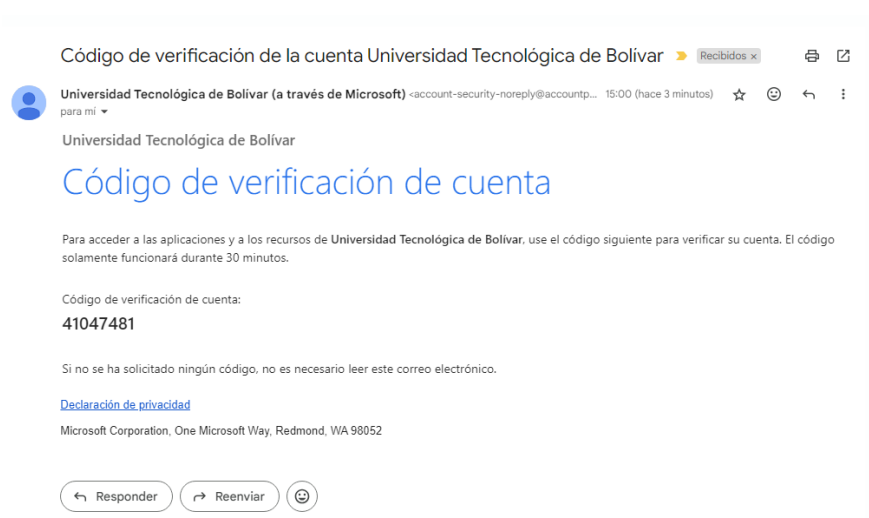 Código de verificación de la cuenta Universidad Tecnológica de Bolívar Recibidos x
Universidad Tecnológica de Bolívar (a través de Microsoft) <account-security-noreply@accountp... 15:00 (hace 3 minutos)
para mí
Universidad Tecnológica de Bolívar
Código de verificación de cuenta
Para acceder a las aplicaciones y a los recursos de Universidad Tecnológica de Bolívar, use el código siguiente para verificar su cuenta. El código
solamente funcionará durante 30 minutos.
Código de verificación de cuenta:
41047481
Si no se ha solicitado ningún código, no es necesario leer este correo electrónico.
Declaración de privacidad
Microsoft Corporation, One Microsoft Way, Redmond, WA 98052
Responder Reenviar